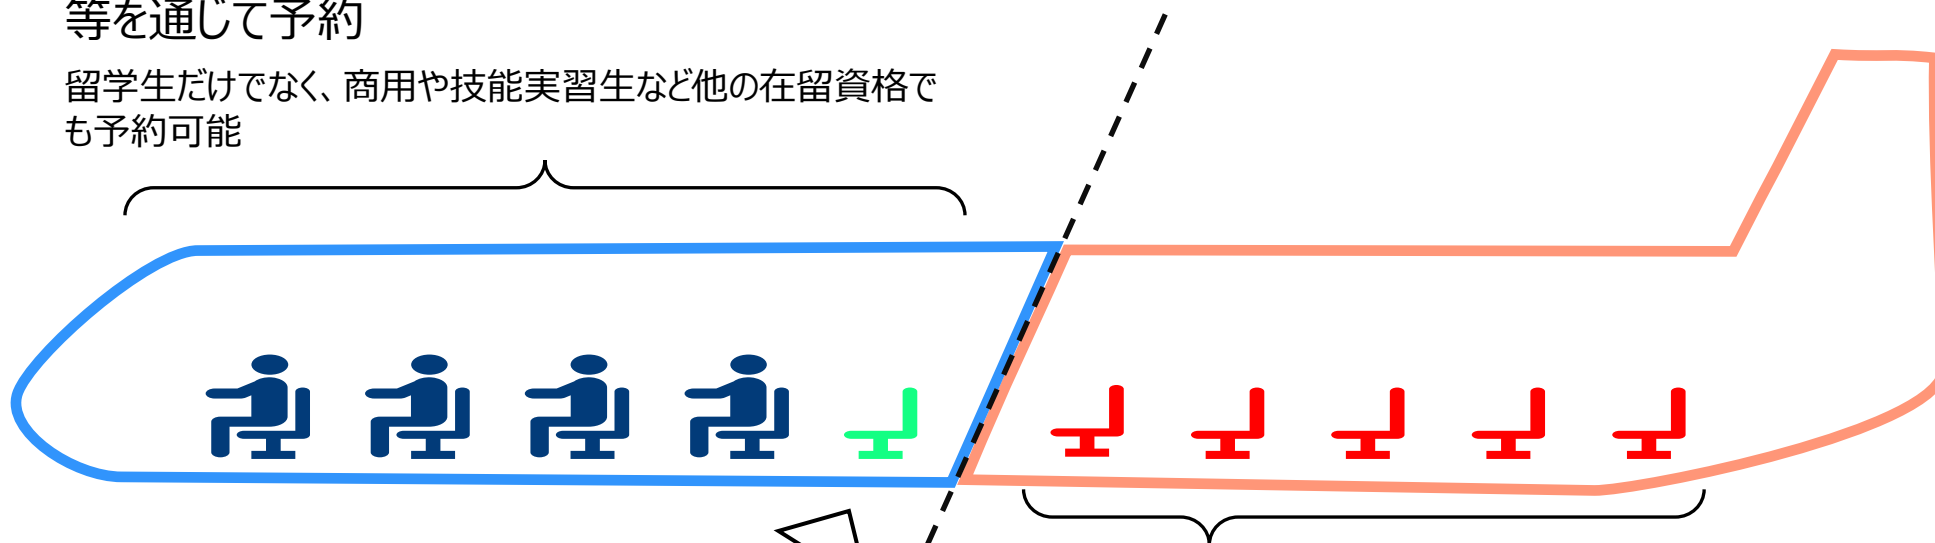 等を通じて予約
留学生だけでなく、商用や技能実習生など他の在留資格で
も予約可能